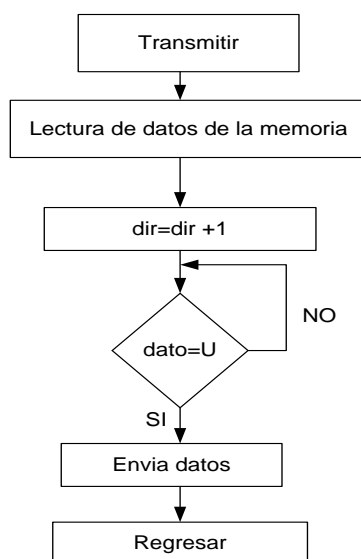 Transmitir
Lectura de datos de la memoria
dir=dir +1
dato=U
NO
SI
Envia datos
Regresar